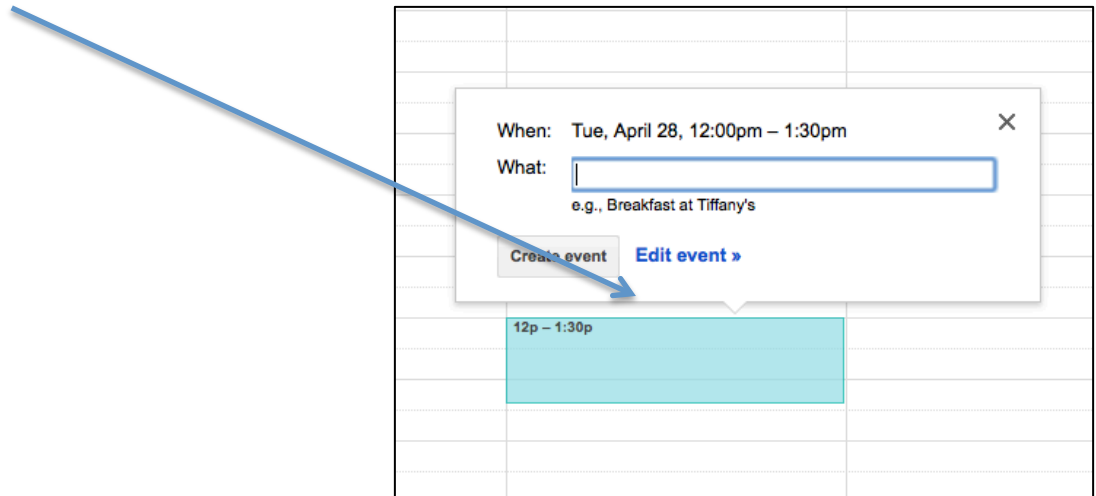 When: Tue, April 28, 12:00pm – 1:30pm
What:
e.g., Breakfast at Tiffany's
Create event Edit event »
12p – 1:30p